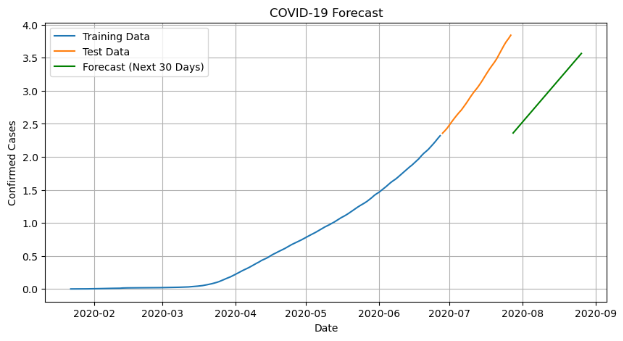 COVID-19 Forecast
Training Data
Test Data
Forecast (Next 30 Days)
Confirmed Cases
4.0
3.5
3.0
2.5
2.0
1.5
1.0
0.5
0.0
2020-02 2020-03 2020-04 2020-05 2020-06 2020-07 2020-08 2020-09
Date